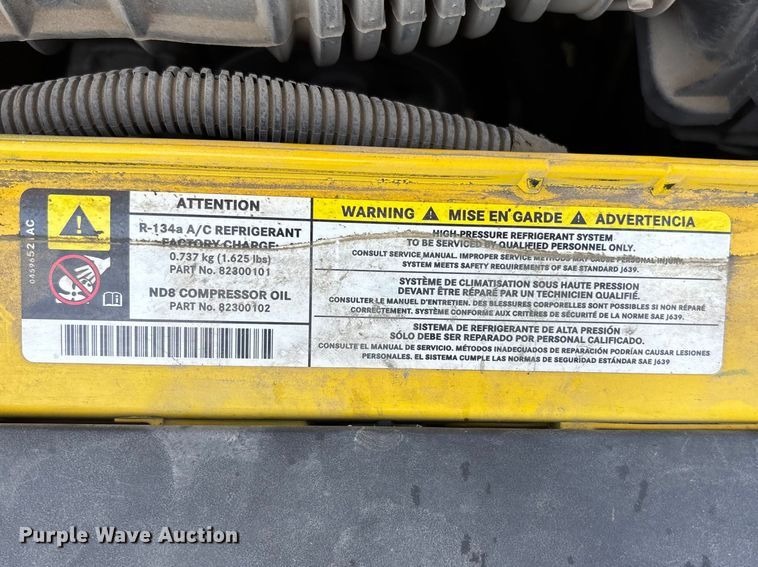 04596521AC
ATTENTION
R-134a A/C REFRIGERANT
FACTORY CHARGE:
0.737 kg (1.625 lbs)
PART No. 82300101
ND8 COMPRESSOR OIL
PART No. 82300102
WARNING MISE EN GARDE ADVERTENCIA
HIGH-PRESSURE REFRIGERANT SYSTEM
TO BE SERVICED BY QUALIFIED PERSONNEL ONLY.
CONSULT SERVICE MANUAL. IMPROPER SERVICE METHODS MAY CAUSE PERSONAL INJURY.
SYSTEM MEETS SAFETY REQUIREMENTS OF SAE STANDARD J639.
SYSTÈME DE CLIMATISATION SOUS HAUTE PRESSION
DEVANT ÊTRE RÉPARÉ PAR UN TECHNICIEN QUALIFIÉ.
CONSULTER LE MANUEL D'ENTRETIEN. DES BLESSURES CORPORELLES SONT POSSIBLES SI NON RÉPARÉ
CORRECTEMENT. SYSTÈME CONFORME AUX CRITÈRES DE SÉCURITÉ DE LA NORME SAE J639.
SISTEMA DE REFRIGERANTE DE ALTA PRESIÓN
SÓLO DEBE SER REPARADO POR PERSONAL CALIFICADO.
CONSULTE EL MANUAL DE SERVICIO. MÉTODOS INADECUADOS DE REPARACIÓN PODRÍAN CAUSAR LESIONES
PERSONALES. EL SISTEMA CUMPLE LAS NORMAS DE SEGURIDAD ESTÁNDAR SAE J639
Purple Wave Auction